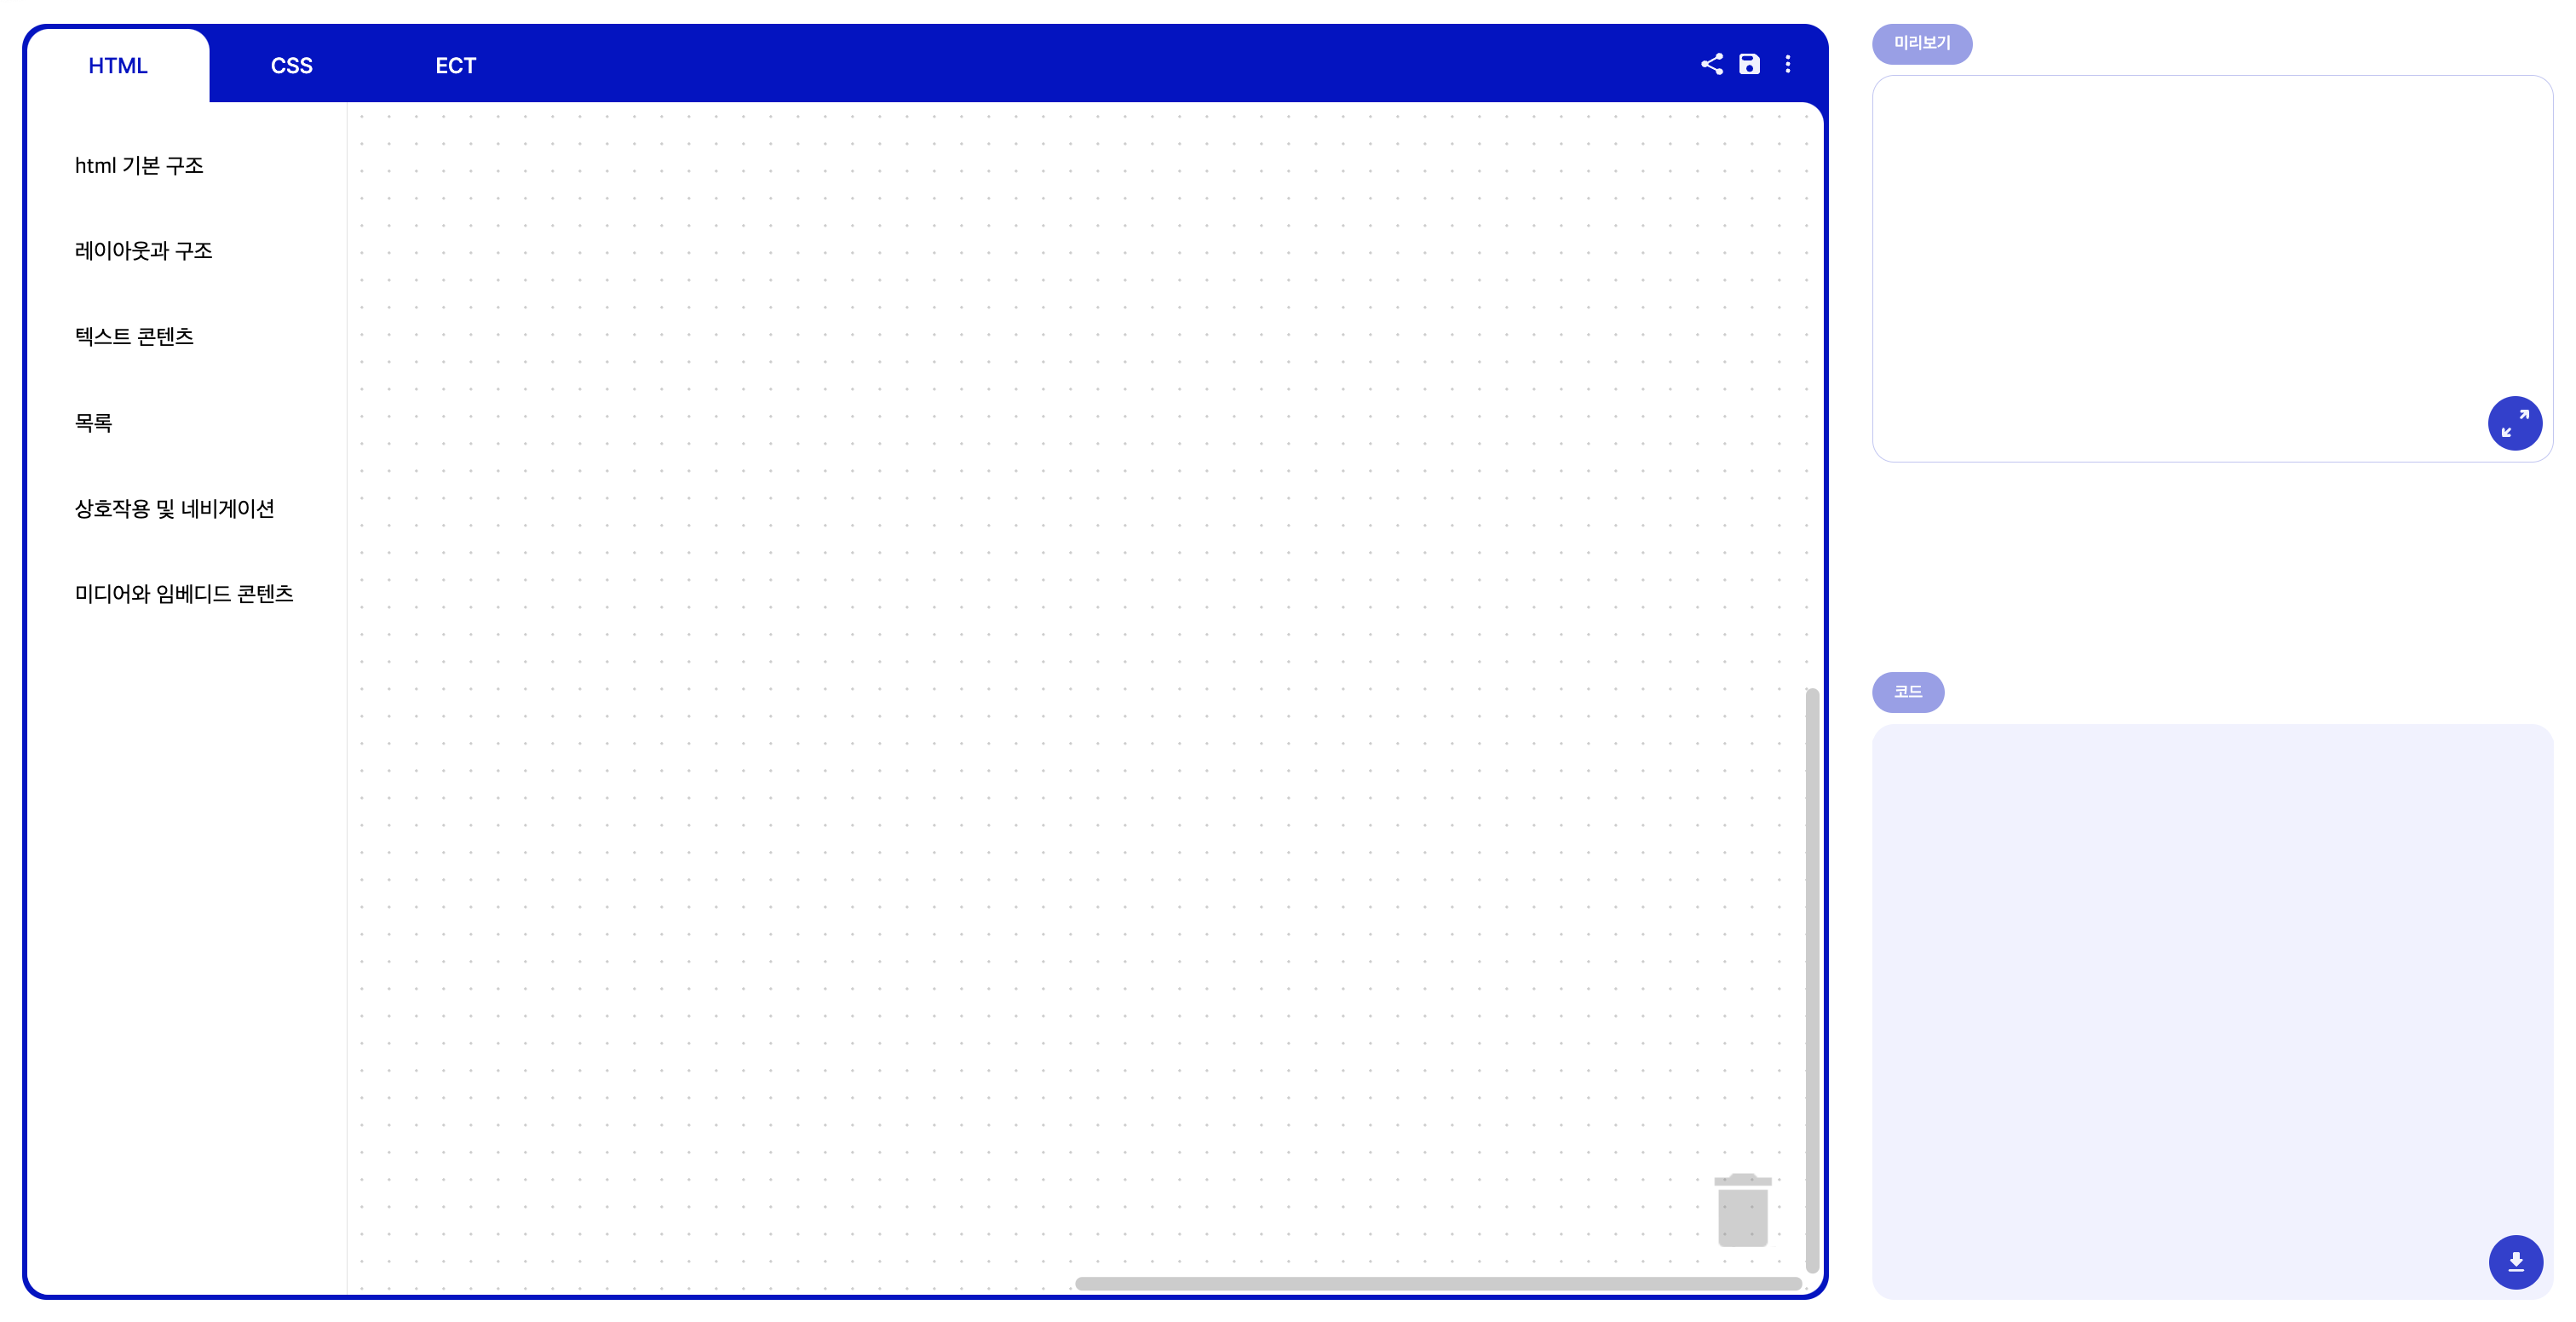 HTML
CSS
ECT
미리보기
html 기본 구조
레이아웃과 구조
텍스트 콘텐츠
목록
상호작용 및 네비게이션
미디어와 임베디드 콘텐츠
코드